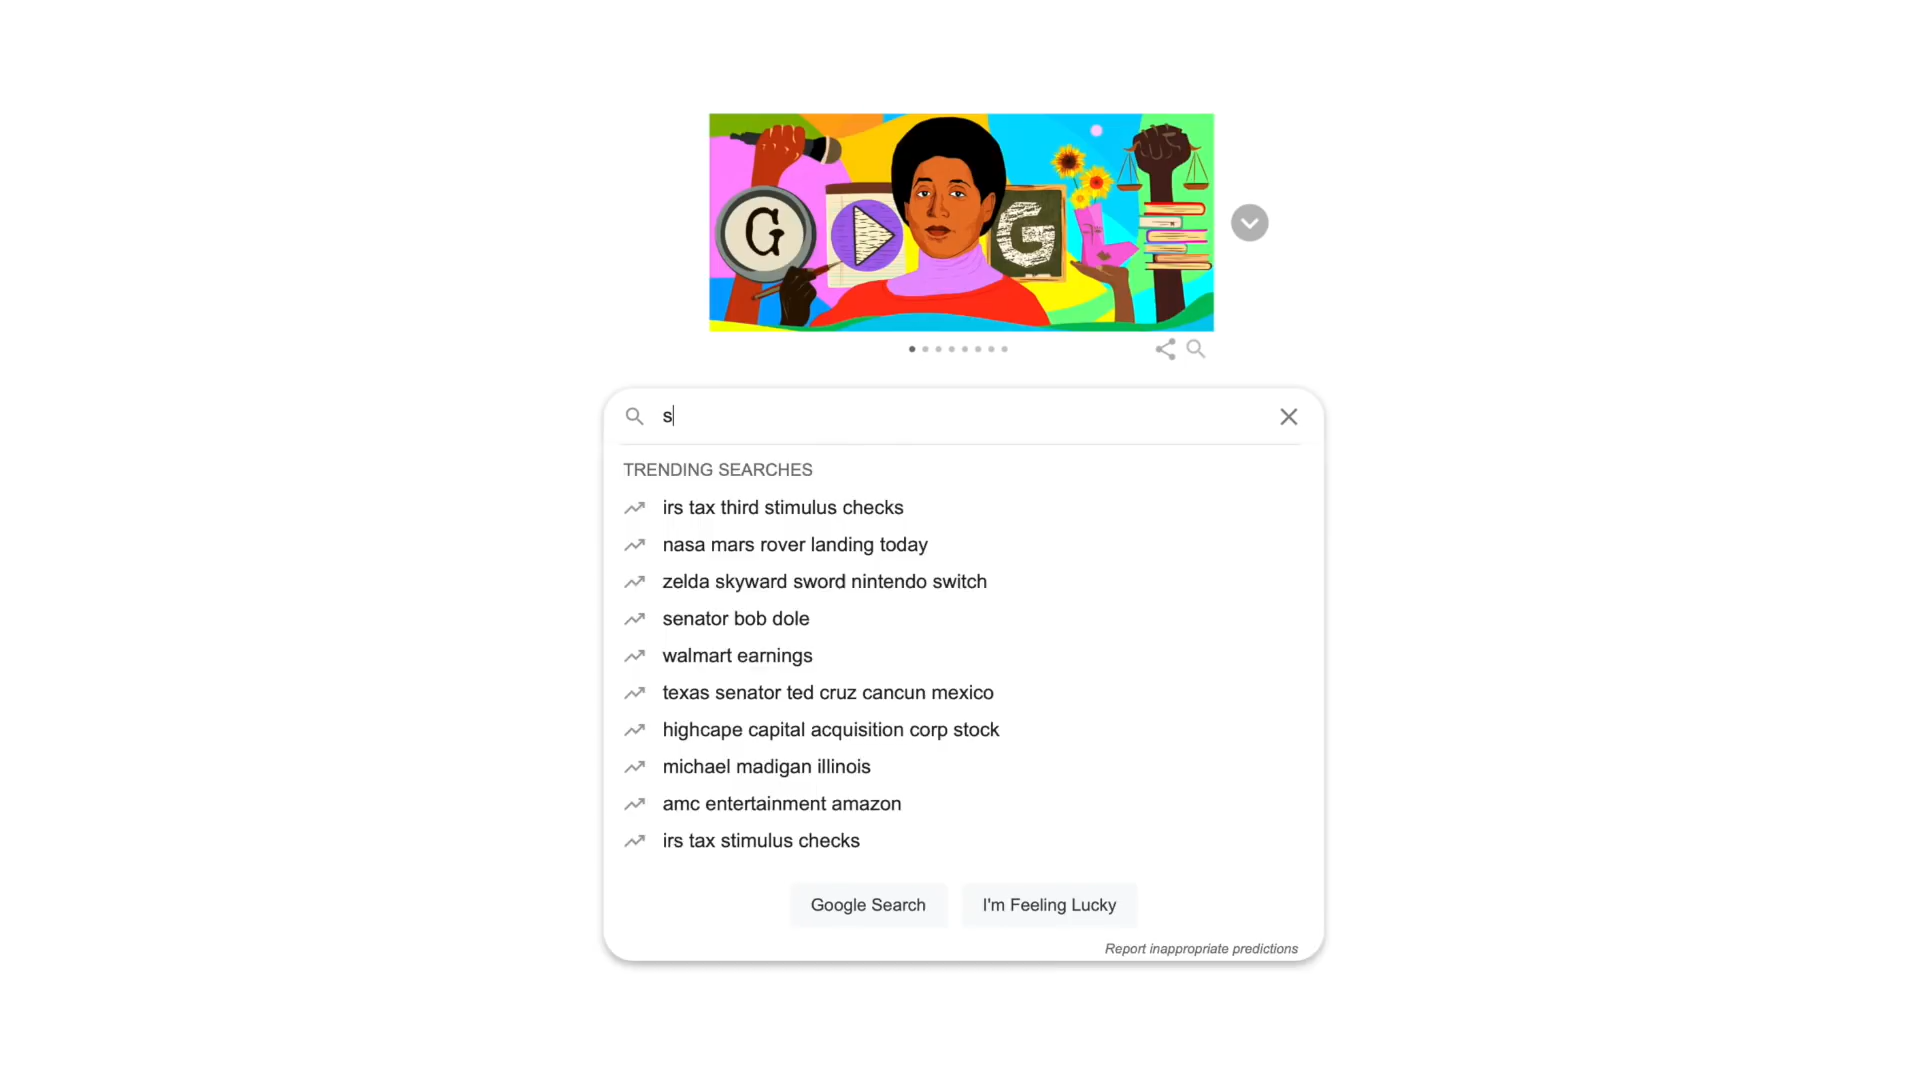 G G L E
s
TRENDING SEARCHES
irs tax third stimulus checks
nasa mars rover landing today
zelda skyward sword nintendo switch
senator bob dole
walmart earnings
texas senator ted cruz cancun mexico
highcape capital acquisition corp stock
michael madigan illinois
amc entertainment amazon
irs tax stimulus checks
Google Search I'm Feeling Lucky
Report inappropriate predictions